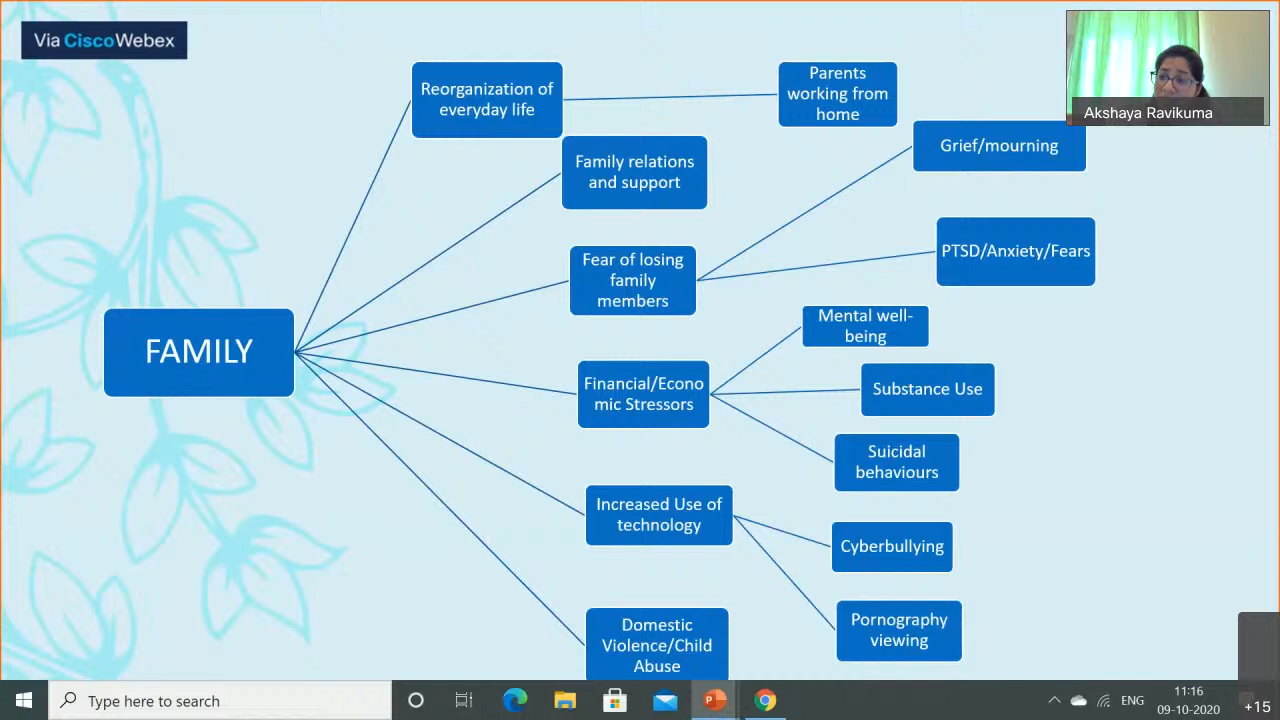 Via CiscoWebex
Reorganization of
everyday life
Parents
working from
home
Akshaya Ravikuma
Family relations
and support
Grief/mourning
Fear of losing
family
members
PTSD/Anxiety/Fears
FAMILY
Mental well-
being
Financial/Econo
mic Stressors
Substance Use
Suicidal
behaviours
Increased Use of
technology
Cyberbullying
Pornography
viewing
Domestic
Violence/Child
Abuse
Type here to search
ENG
11:16
09-10-2020
+15